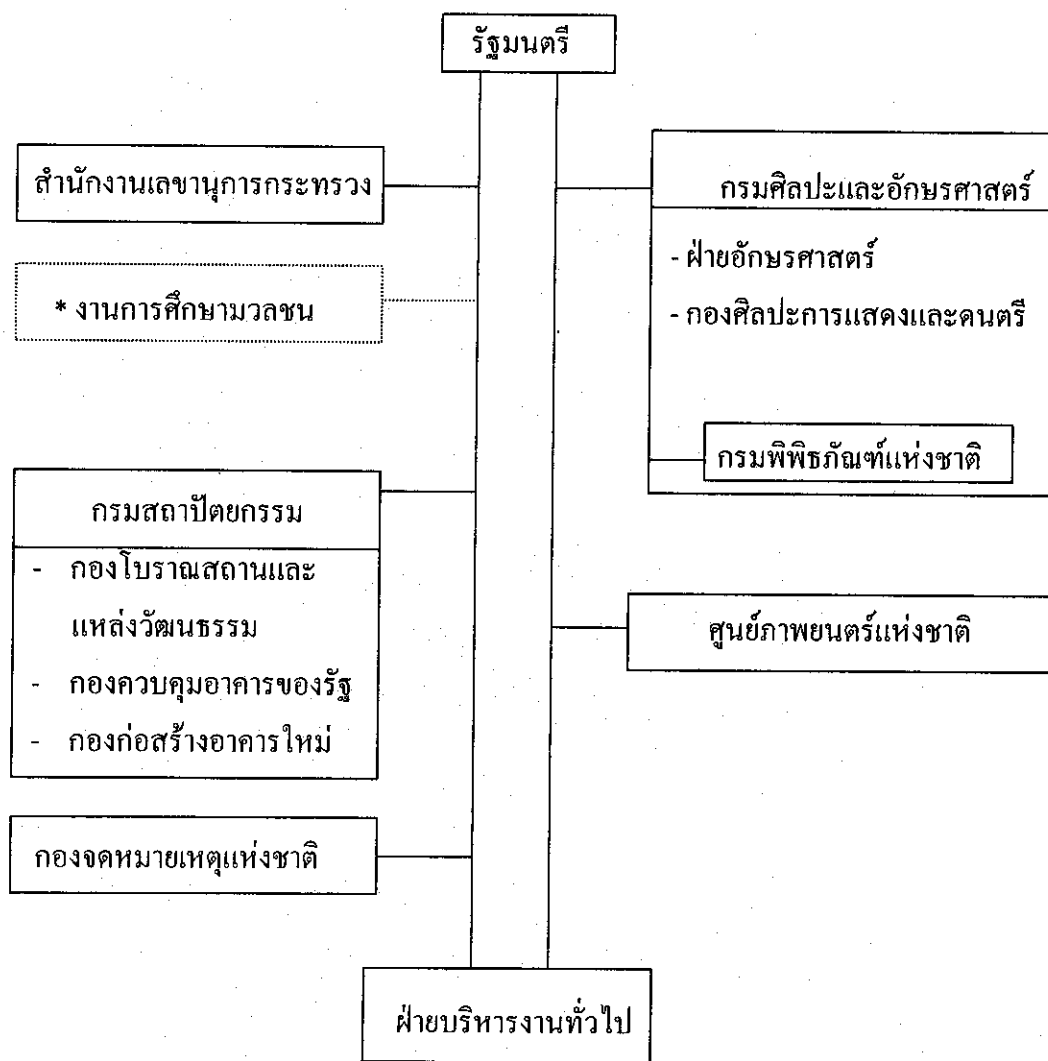 รัฐมนตรี
สำนักงานเลขานุการกระทรวง
* งานการศึกษามวลชน
กรมสถาปัตยกรรม
- กองโบราณสถานและ
แหล่งวัฒนธรรม
- กองควบคุมอาคารของรัฐ
- กองก่อสร้างอาคารใหม่
กองจดหมายเหตุแห่งชาติ
กรมศิลปะและอักษรศาสตร์
- ฝ่ายอักษรศาสตร์
- กองศิลปะการแสดงและดนตรี
กรมพิพิธภัณฑ์แห่งชาติ
ศูนย์ภาพยนตร์แห่งชาติ
ฝ่ายบริหารงานทั่วไป